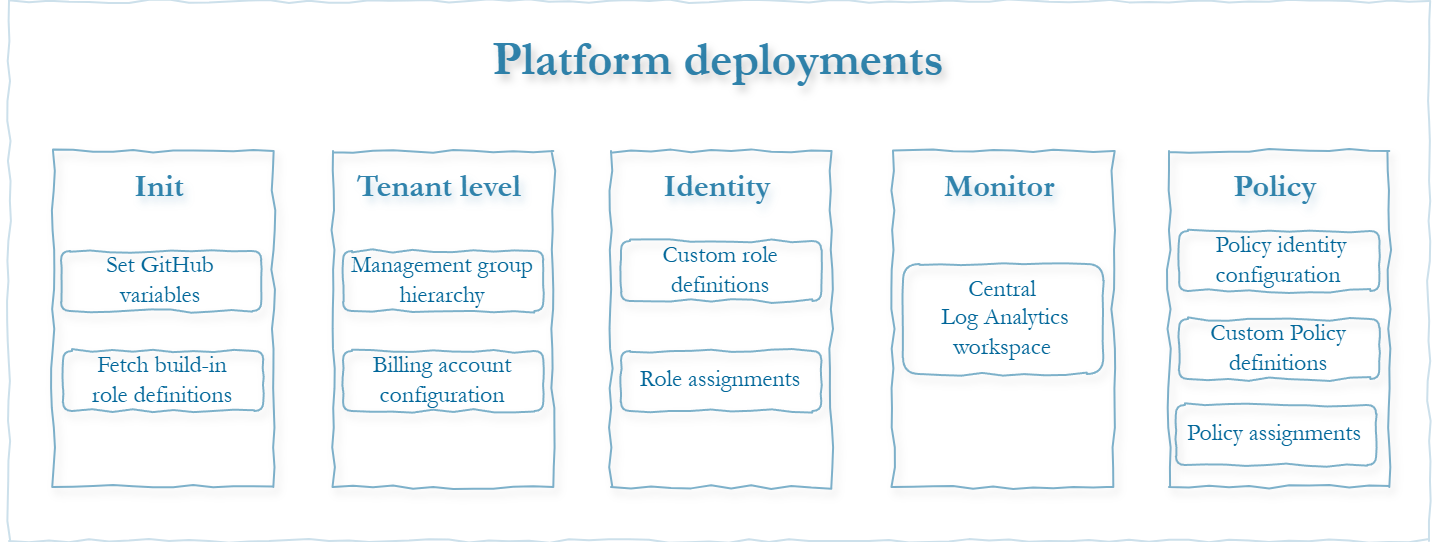 Platform deployments
Init
Set GitHub
variables
Fetch build-in
role definitions
Tenant level
Management group
hierarchy
Billing account
configuration
Identity
Custom role
definitions
Role assignments
Monitor
Central
Log Analytics
workspace
Policy
Policy identity
configuration
Custom Policy
definitions
Policy assignments